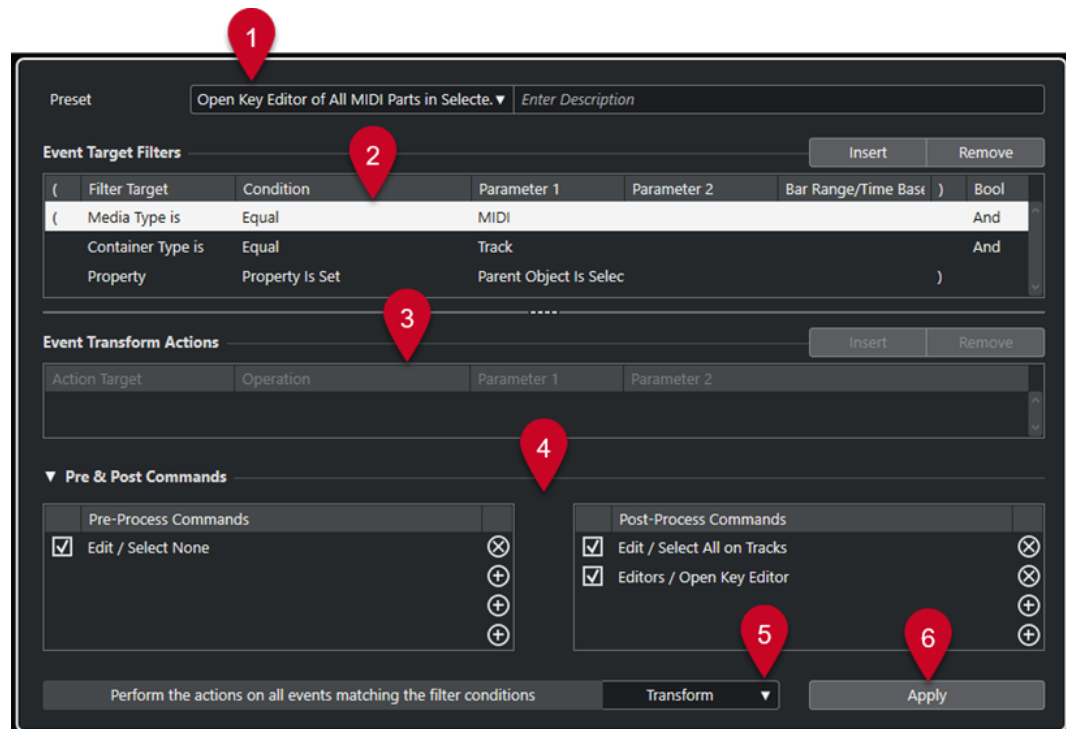 1
Preset Open Key Editor of All MIDI Parts in Selecte. Enter Description
2
Event Target Filters Insert Remove
( Filter Target Condition Parameter 1 Parameter 2 Bar Range/Time Base ) Bool
( Media Type is Equal MIDI And
Container Type is Equal Track And
Property Property Is Set Parent Object Is Selec )
3
Event Transform Actions Insert Remove
Action Target Operation Parameter 1 Parameter 2
4
Pre & Post Commands
Pre-Process Commands Post-Process Commands
Edit / Select None Edit / Select All on Tracks
Editors / Open Key Editor
5 6
Perform the actions on all events matching the filter conditions Transform Apply